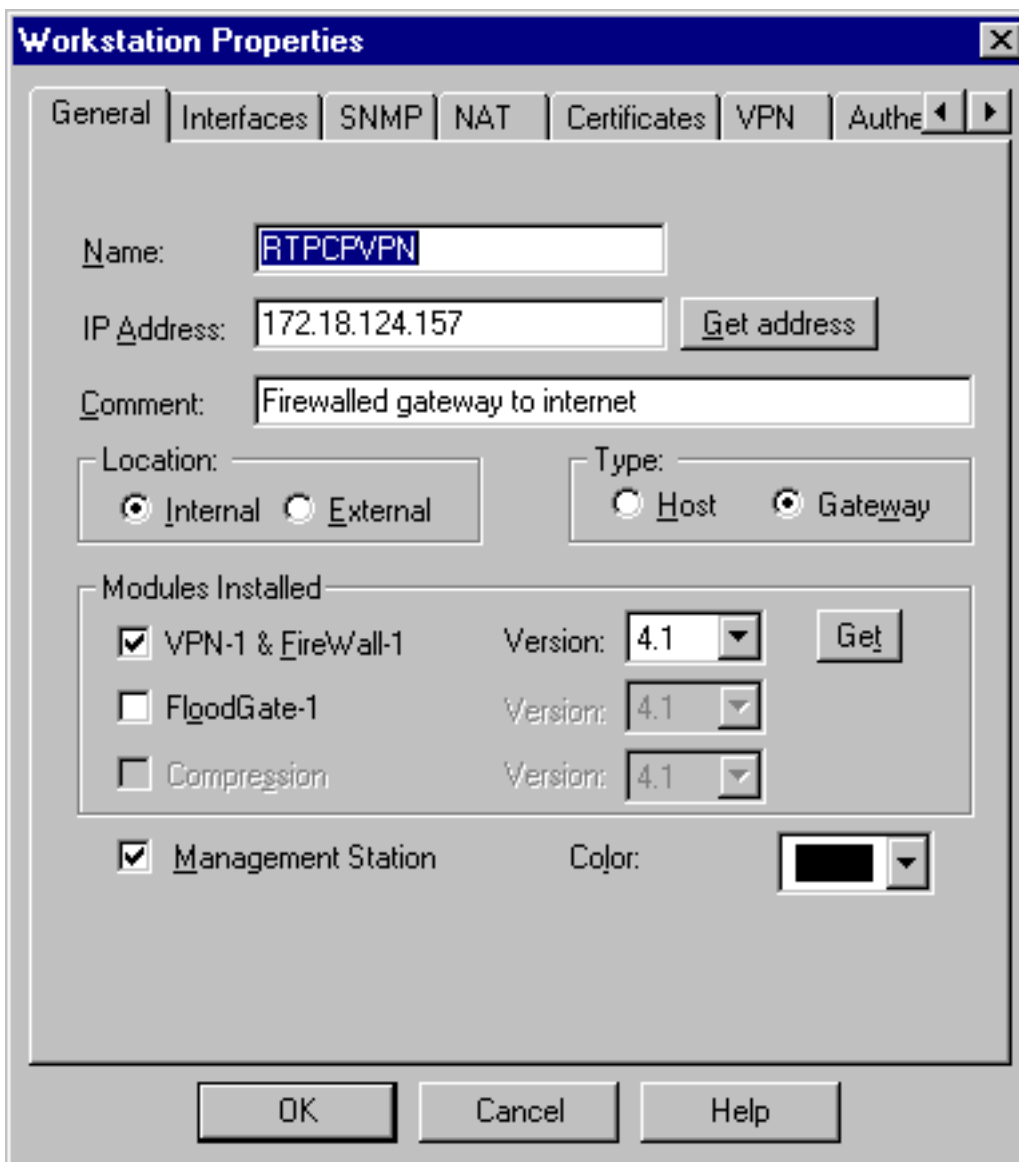 Workstation Properties
General Interfaces SNMP NAT Certificates VPN Authe
Name: RTPCPVPN
IP Address: 172.18.124.157 Get address
Comment: Firewalled gateway to internet
Location: Type:
Internal External Host Gateway
Modules Installed
VPN-1 & FireWall-1 Version: 4.1 Get
FloodGate-1 Version: 4.1
Compression Version: 4.1
Management Station Color:
OK Cancel Help